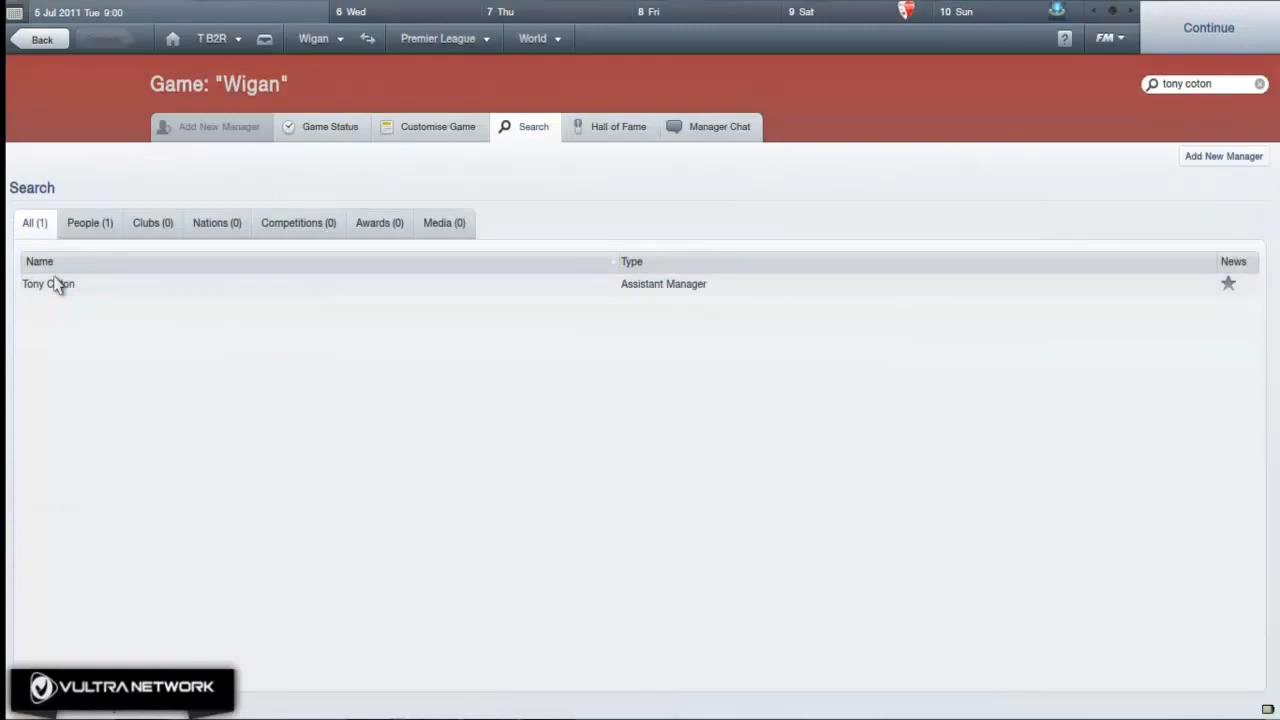 5 Jul 2011 Tue 9:00
6 Wed
7 Thu
8 Fri
9 Sat
10 Sun
Continue
Back
T B2R
Wigan
Premier League
World
?
FM
Game: "Wigan"
tony coton
Add New Manager
Game Status
Customise Game
Search
Hall of Fame
Manager Chat
Add New Manager
Search
All (1)
People (1)
Clubs (0)
Nations (0)
Competitions (0)
Awards (0)
Media (0)
Name
Type
News
Tony Coton
Assistant Manager
VULTRA NETWORK